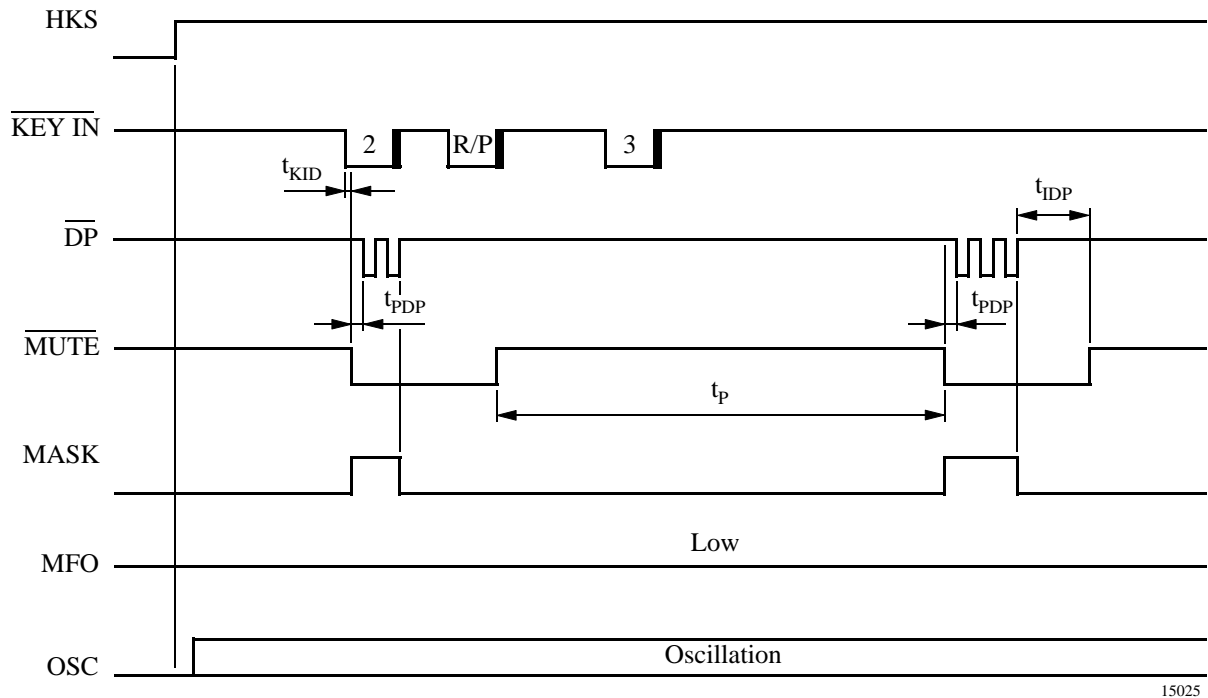 HKS
KEY IN
2
R/P
3
tKID
tIDP
DP
tPDP
tPDP
MUTE
tP
MASK
Low
MFO
Oscillation
OSC
15025